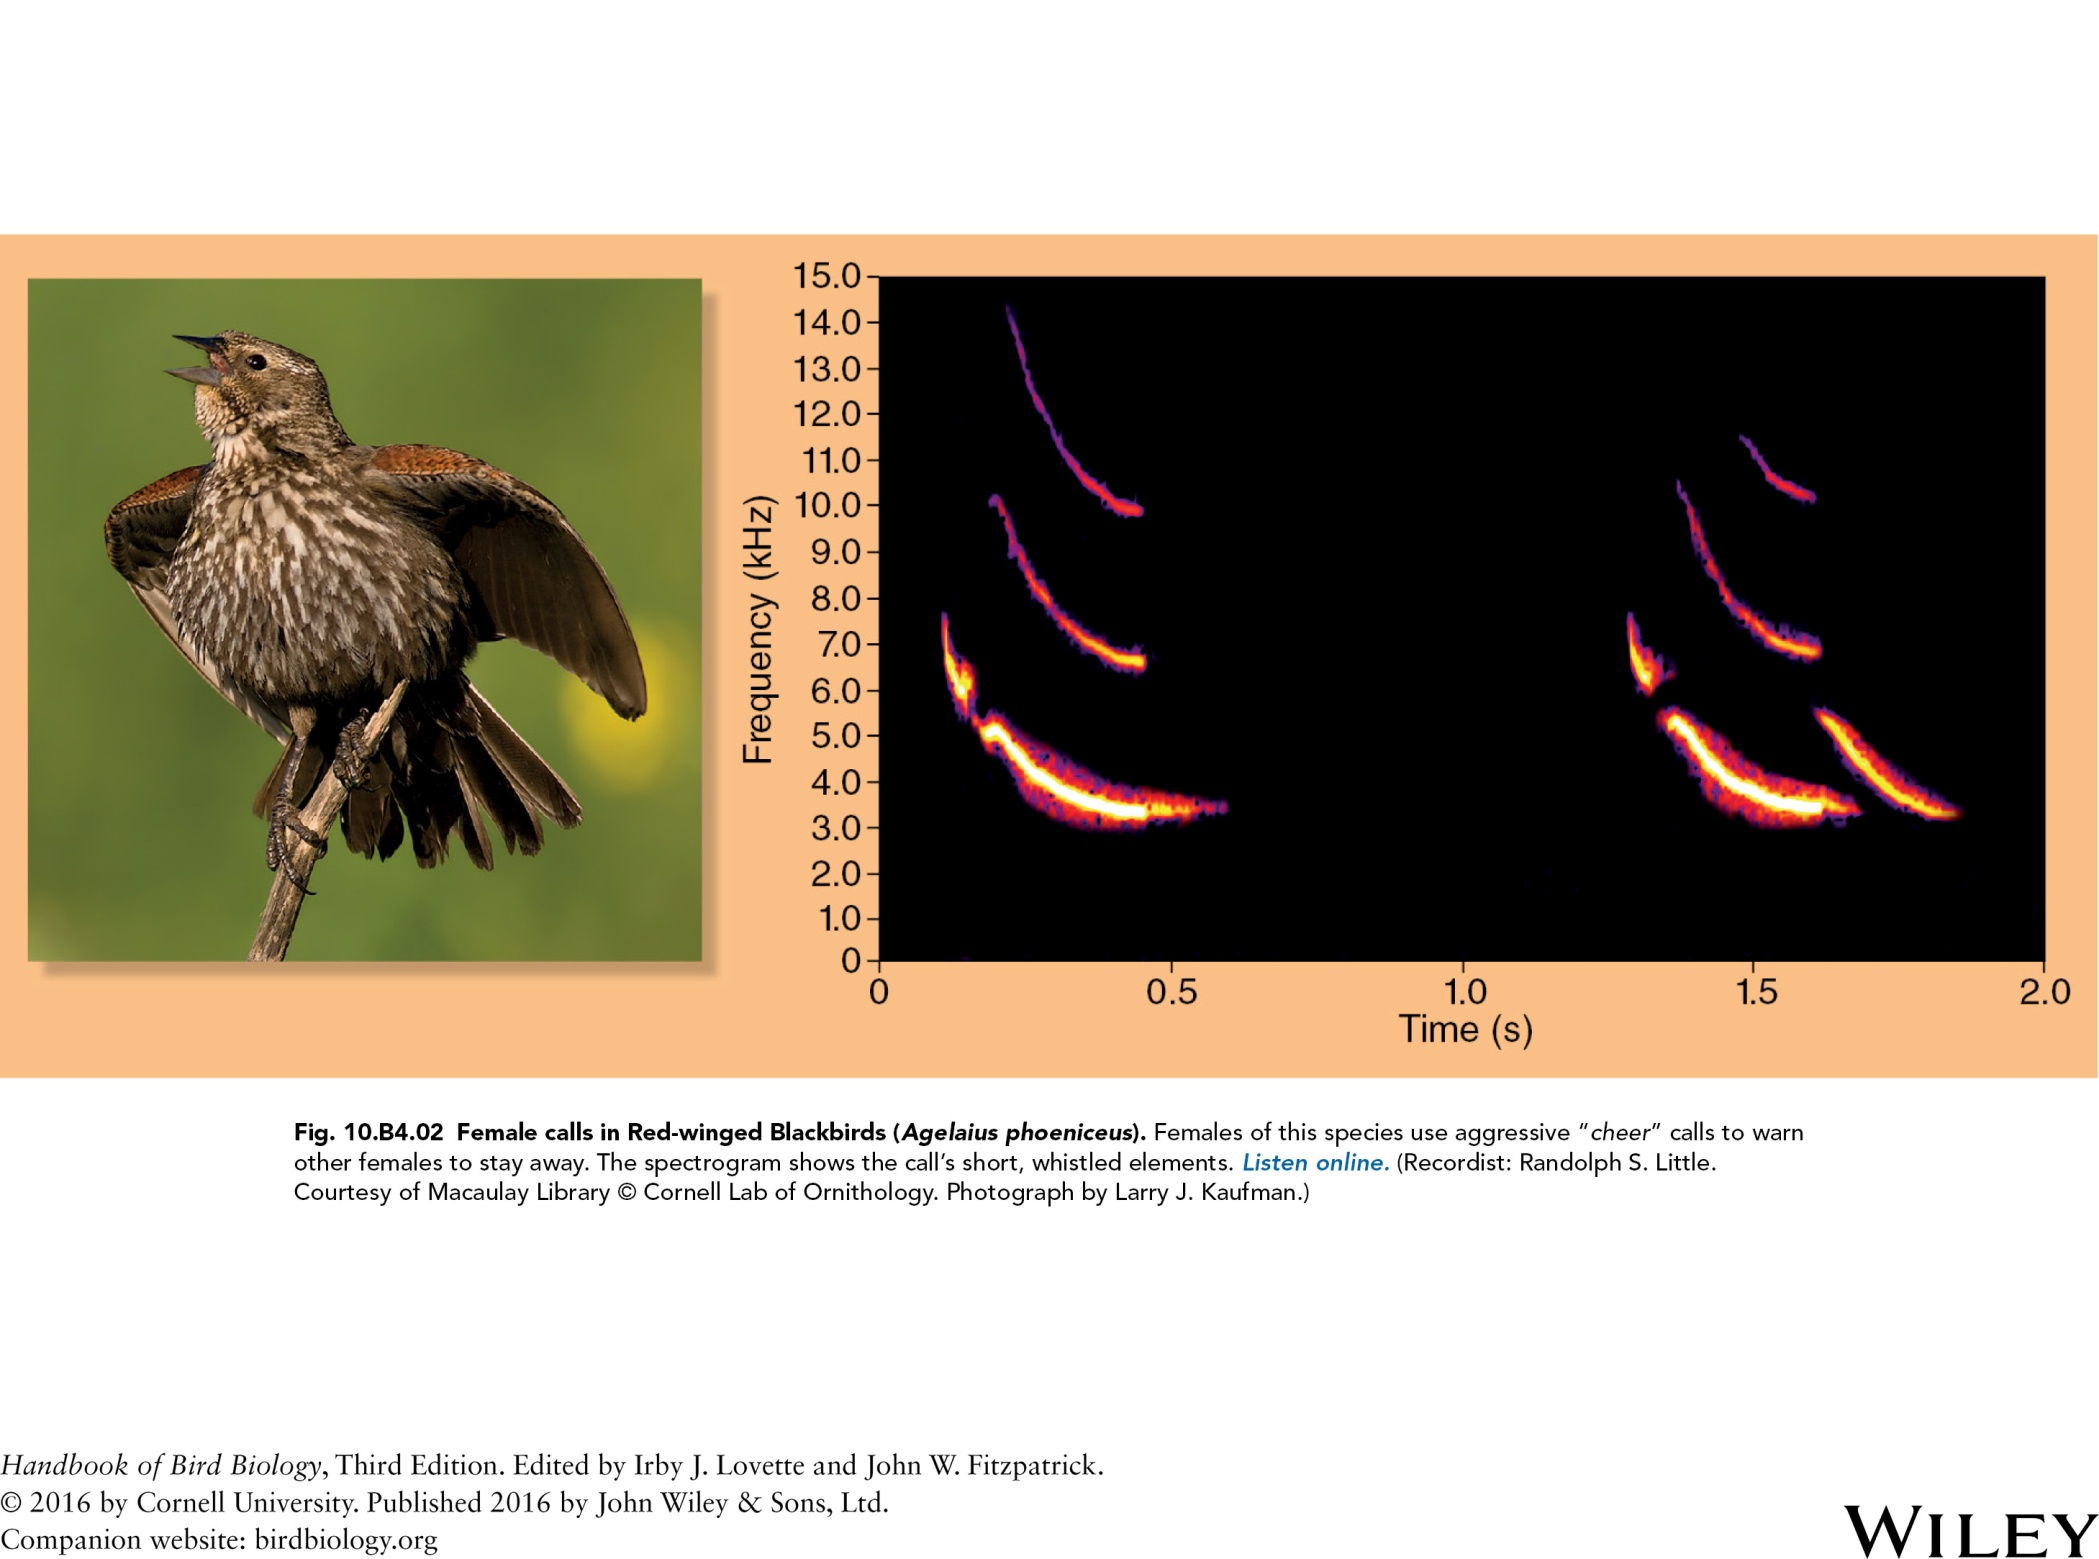 15.0
14.0
13.0
12.0
11.0
10.0
9.0
8.0
7.0
6.0
5.0
4.0
3.0
2.0
1.0
0
Frequency (kHz)
0 0.5 1.0 1.5 2.0
Time (s)
Fig. 10.B4.02 Female calls in Red-winged Blackbirds (Agelaius phoeniceus). Females of this species use aggressive “cheer” calls to warn
other females to stay away. The spectrogram shows the call’s short, whistled elements. Listen online. (Recordist: Randolph S. Little.
Courtesy of Macaulay Library © Cornell Lab of Ornithology. Photograph by Larry J. Kaufman.)
Handbook of Bird Biology, Third Edition. Edited by Irby J. Lovette and John W. Fitzpatrick.
© 2016 by Cornell University. Published 2016 by John Wiley & Sons, Ltd.
Companion website: birdbiology.org
WILEY